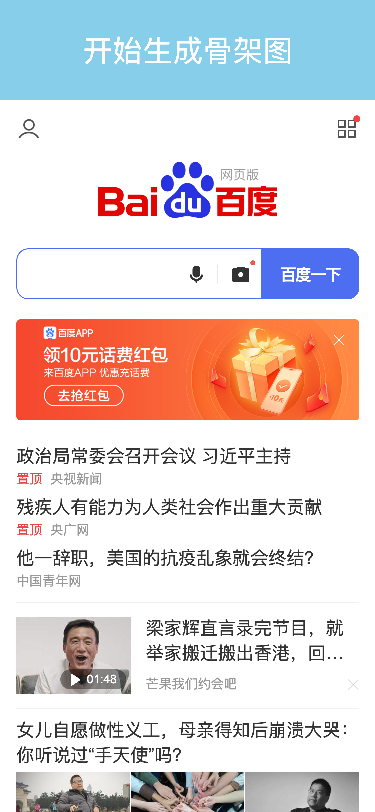 开始生成骨架图
网页版
Bai du 百度
百度一下
百度APP
领10元话费红包
来百度APP 优惠充话费
去抢红包
-10元
政治局常委会召开会议 习近平主持
置顶 央视新闻
残疾人有能力为人类社会作出重大贡献
置顶 央广网
他一辞职，美国的抗疫乱象就会终结？
中国青年网
梁家辉直言录完节目，就
举家搬迁搬出香港，回...
01:48
芒果我们约会吧
女儿自愿做性义工，母亲得知后崩溃大哭：
你听说过“手天使”吗？